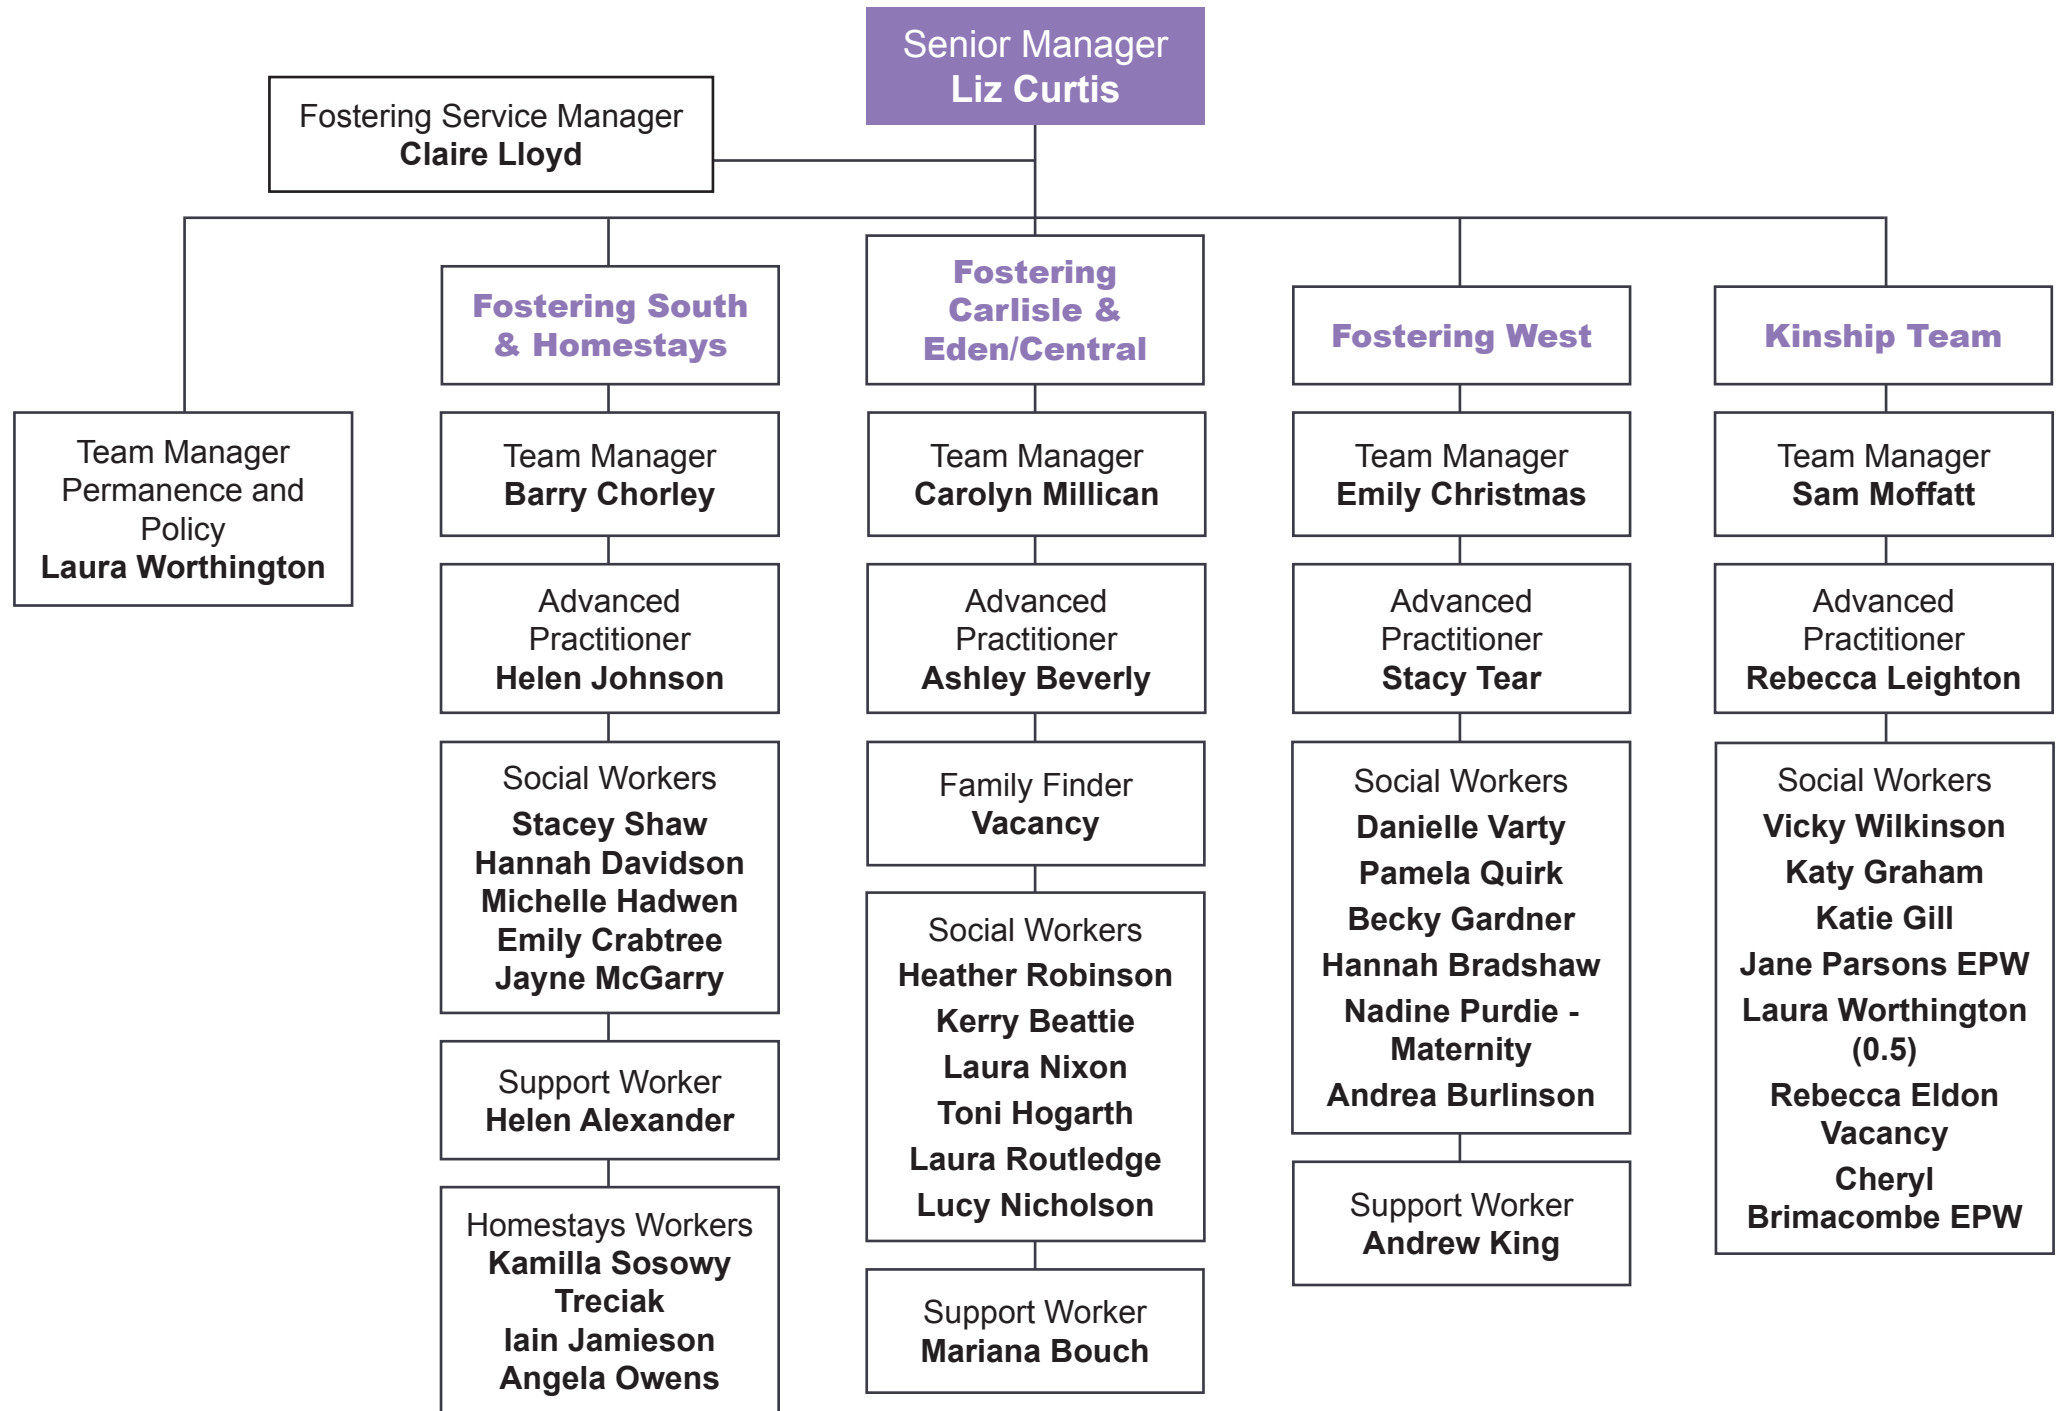 Senior Manager
Liz Curtis
Fostering Service Manager
Claire Lloyd
Team Manager
Permanence and
Policy
Laura Worthington
Fostering South
& Homestays
Team Manager
Barry Chorley
Advanced
Practitioner
Helen Johnson
Social Workers
Stacey Shaw
Hannah Davidson
Michelle Hadwen
Emily Crabtree
Jayne McGarry
Support Worker
Helen Alexander
Homestays Workers
Kamilla Sosowy
Treciak
Iain Jamieson
Angela Owens
Fostering
Carlisle &
Eden/Central
Team Manager
Carolyn Millican
Advanced
Practitioner
Ashley Beverly
Family Finder
Vacancy
Social Workers
Heather Robinson
Kerry Beattie
Laura Nixon
Toni Hogarth
Laura Routledge
Lucy Nicholson
Support Worker
Mariana Bouch
Fostering West
Team Manager
Emily Christmas
Advanced
Practitioner
Stacy Tear
Social Workers
Danielle Varty
Pamela Quirk
Becky Gardner
Hannah Bradshaw
Nadine Purdie -
Maternity
Andrea Burlinson
Support Worker
Andrew King
Kinship Team
Team Manager
Sam Moffatt
Advanced
Practitioner
Rebecca Leighton
Social Workers
Vicky Wilkinson
Katy Graham
Katie Gill
Jane Parsons EPW
Laura Worthington
(0.5)
Rebecca Eldon
Vacancy
Cheryl
Brimacombe EPW